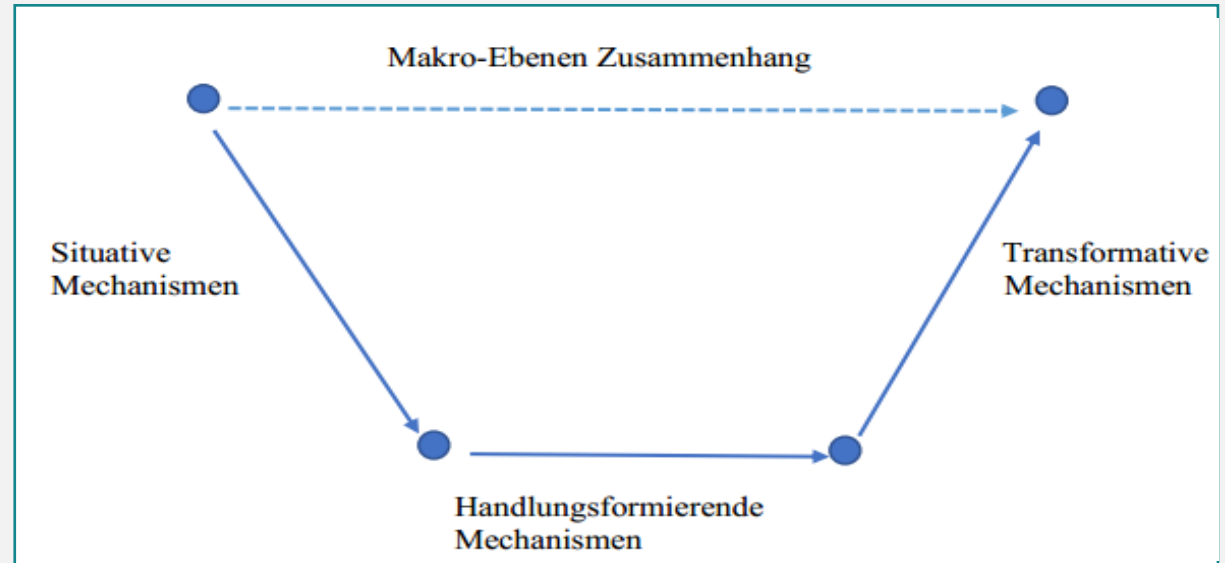 Makro-Ebenen Zusammenhang
Situative
Mechanismen
Transformative
Mechanismen
Handlungsformierende
Mechanismen